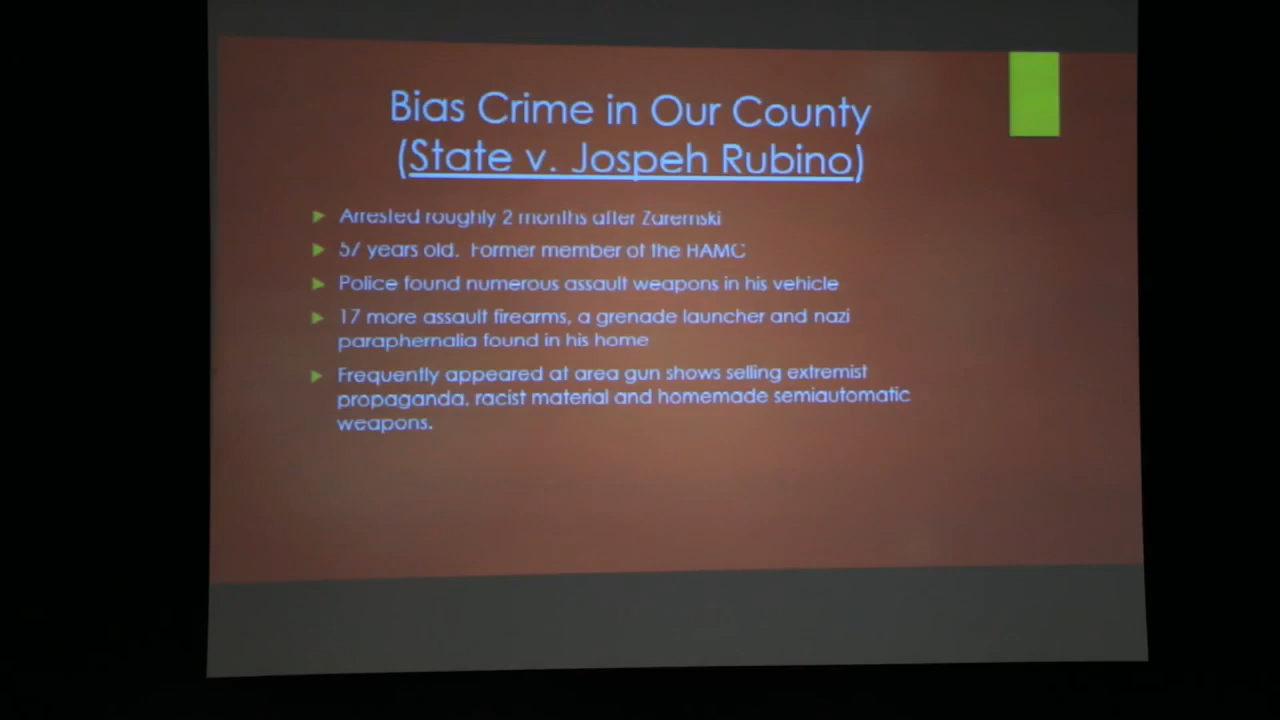 Bias Crime in Our County
(State v. Jospeh Rubino)
Arrested roughly 2 months after Zaremski
57 years old. Former member of the HAMC
Police found numerous assault weapons in his vehicle
17 more assault firearms, a grenade launcher and nazi
paraphernalia found in his home
Frequently appeared at area gun shows selling extremist
propaganda, racist material and homemade semiautomatic
weapons.